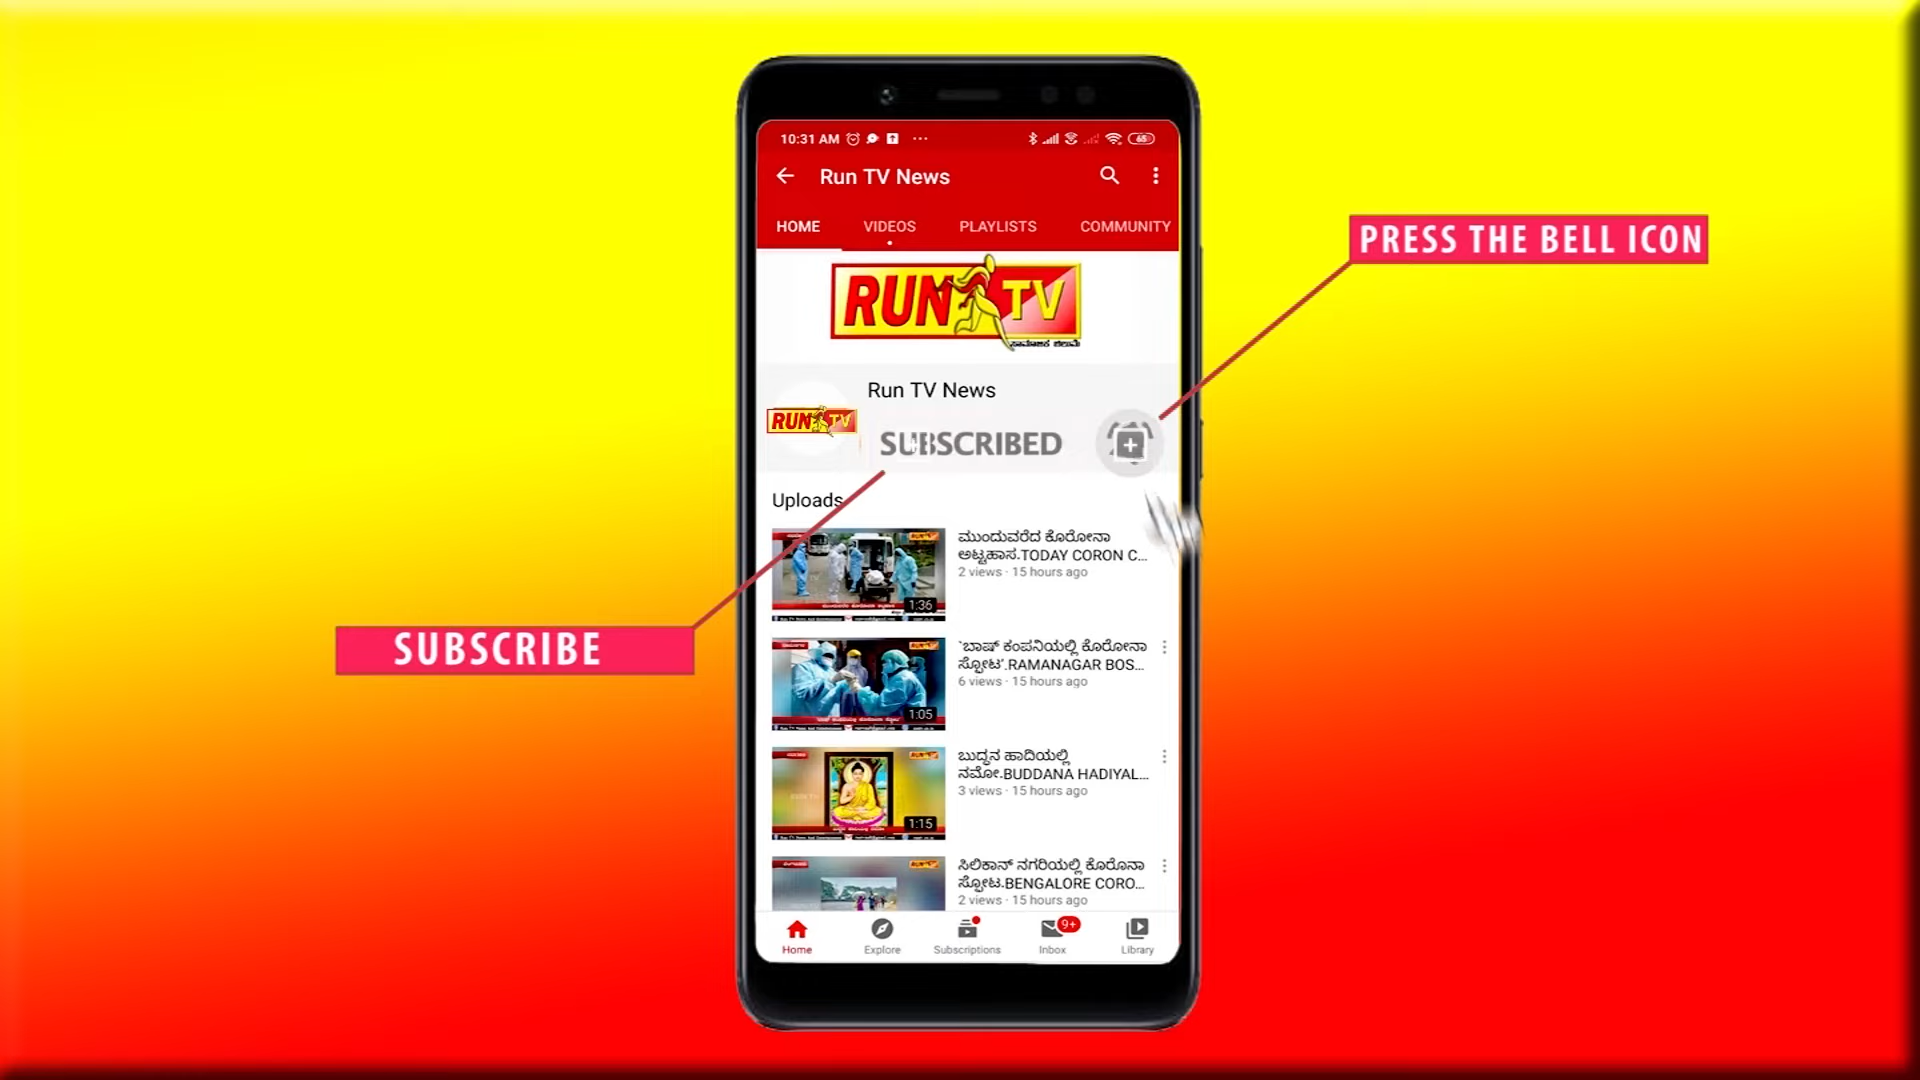 10:31 AM
65
Run TV News
HOME VIDEOS PLAYLISTS COMMUNITY
PRESS THE BELL ICON
RUN TV
Run TV News
RUN TV
SUBSCRIBED
Uploads
ಮುಂದುವರೆದ ಕೊರೋನಾ
ಅಟ್ಟಹಾಸ.TODAY CORON C...
2 views · 15 hours ago
1:36
SUBSCRIBE
'ಬಾಷ್ ಕಂಪನಿಯಲ್ಲಿ ಕೊರೋನಾ
ಸ್ಫೋಟ'.RAMANAGAR BOS...
6 views · 15 hours ago
1:05
ಬುದ್ಧನ ಹಾದಿಯಲ್ಲಿ
ನಮೋ.BUDDANA HADIYAL...
3 views · 15 hours ago
1:15
ಸಿಲಿಕಾನ್ ನಗರಿಯಲ್ಲಿ ಕೊರೊನಾ
ಸ್ಫೋಟ.BENGALORE CORO...
2 views · 15 hours ago
9+
Home Explore Subscriptions Inbox Library